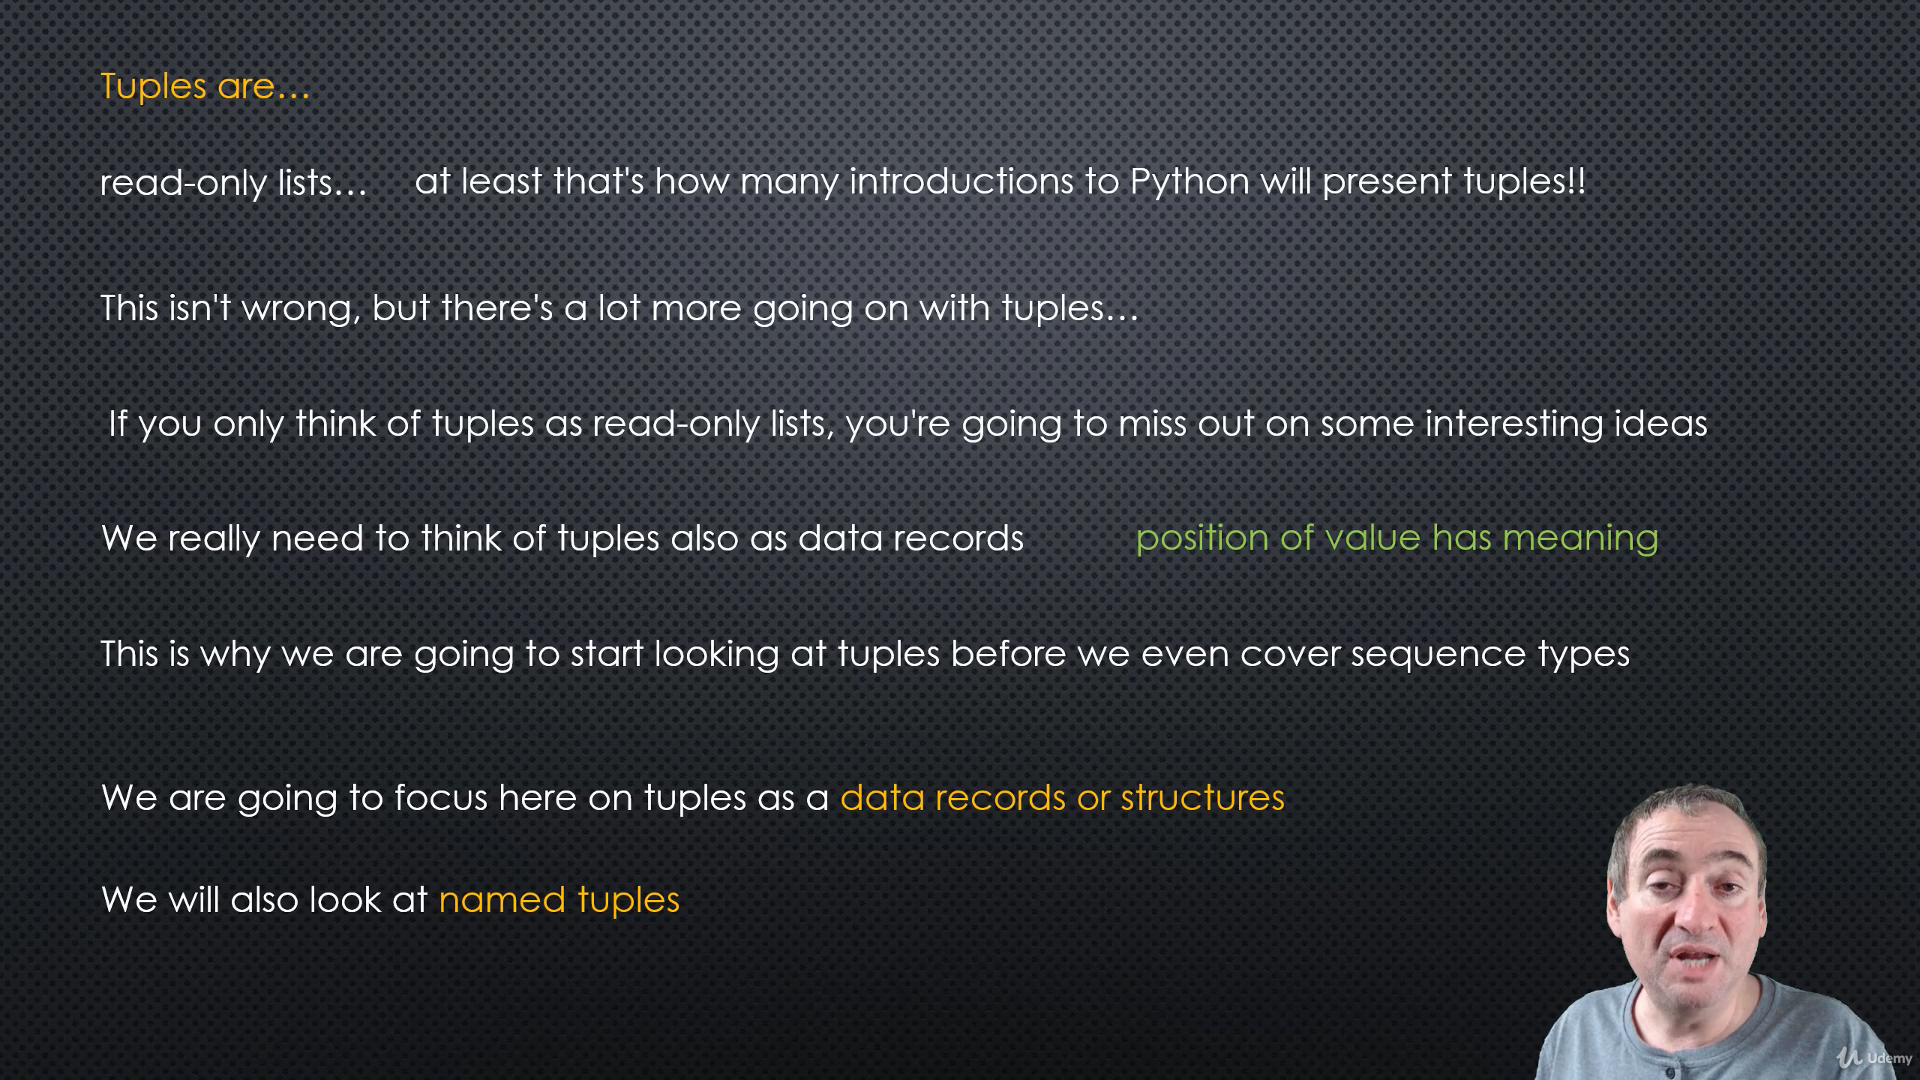 Tuples are…
read-only lists… at least that's how many introductions to Python will present tuples!!
This isn't wrong, but there's a lot more going on with tuples…
If you only think of tuples as read-only lists, you're going to miss out on some interesting ideas
We really need to think of tuples also as data records position of value has meaning
This is why we are going to start looking at tuples before we even cover sequence types
We are going to focus here on tuples as a data records or structures
We will also look at named tuples
Udemy